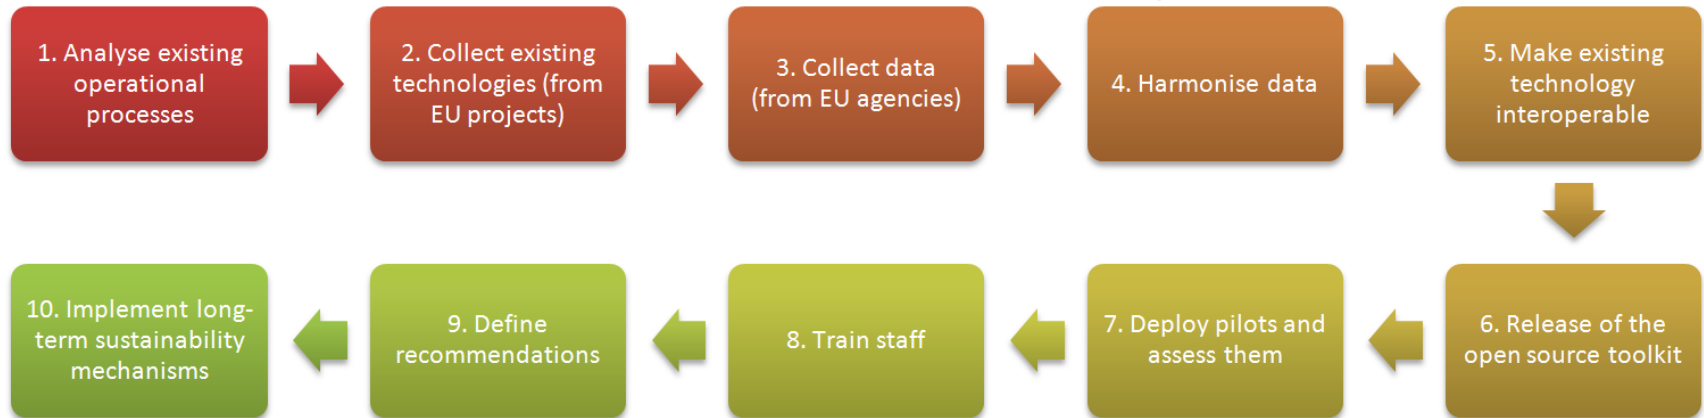 1. Analyse existing
operational
processes
2. Collect existing
technologies (from
EU projects)
3. Collect data
(from EU agencies)
4. Harmonise data
5. Make existing
technology
interoperable
6. Release of the
open source toolkit
7. Deploy pilots and
assess them
8. Train staff
9. Define
recommendations
10. Implement long-
term sustainability
mechanisms